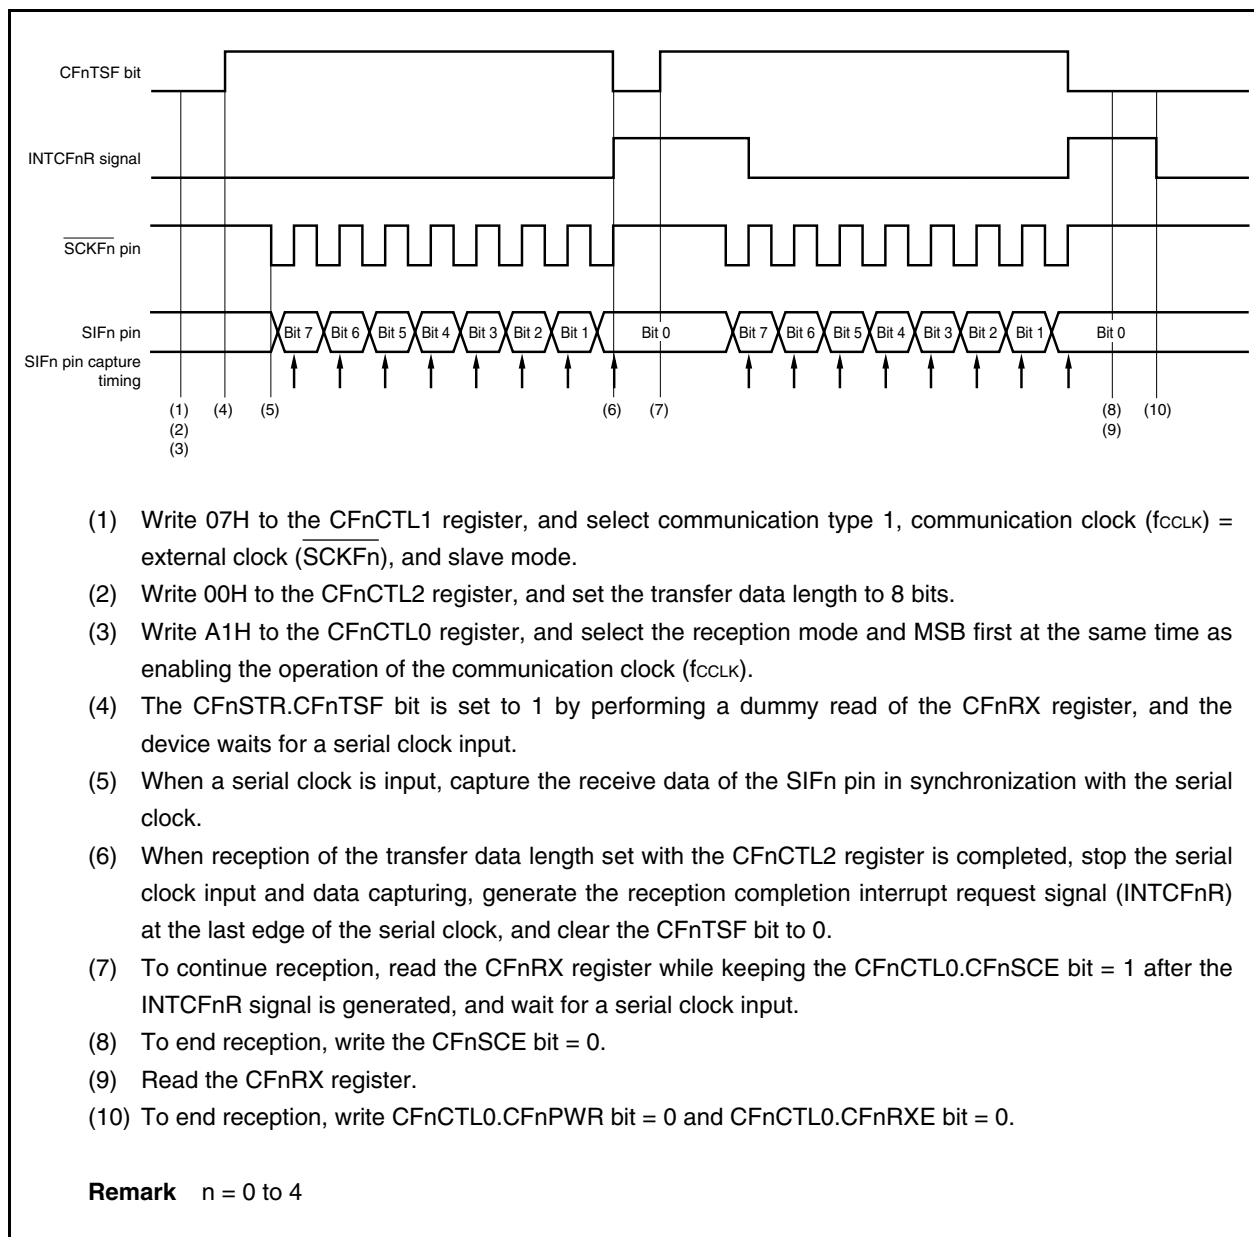 CFnTSF bit
INTCFnR signal
SCKFn pin
SIFn pin
Bit 7 Bit 6 Bit 5 Bit 4 Bit 3 Bit 2 Bit 1 Bit 0 Bit 7 Bit 6 Bit 5 Bit 4 Bit 3 Bit 2 Bit 1 Bit 0
SIFn pin capture
timing
(1) (4) (5) (6) (7) (8) (10)
(2) (9)
(3)
(1) Write 07H to the CFnCTL1 register, and select communication type 1, communication clock (fCCLK) =
external clock (SCKFn), and slave mode.
(2) Write 00H to the CFnCTL2 register, and set the transfer data length to 8 bits.
(3) Write A1H to the CFnCTL0 register, and select the reception mode and MSB first at the same time as
enabling the operation of the communication clock (fCCLK).
(4) The CFnSTR.CFnTSF bit is set to 1 by performing a dummy read of the CFnRX register, and the
device waits for a serial clock input.
(5) When a serial clock is input, capture the receive data of the SIFn pin in synchronization with the serial
clock.
(6) When reception of the transfer data length set with the CFnCTL2 register is completed, stop the serial
clock input and data capturing, generate the reception completion interrupt request signal (INTCFnR)
at the last edge of the serial clock, and clear the CFnTSF bit to 0.
(7) To continue reception, read the CFnRX register while keeping the CFnCTL0.CFnSCE bit = 1 after the
INTCFnR signal is generated, and wait for a serial clock input.
(8) To end reception, write the CFnSCE bit = 0.
(9) Read the CFnRX register.
(10) To end reception, write CFnCTL0.CFnPWR bit = 0 and CFnCTL0.CFnRXE bit = 0.
Remark n = 0 to 4